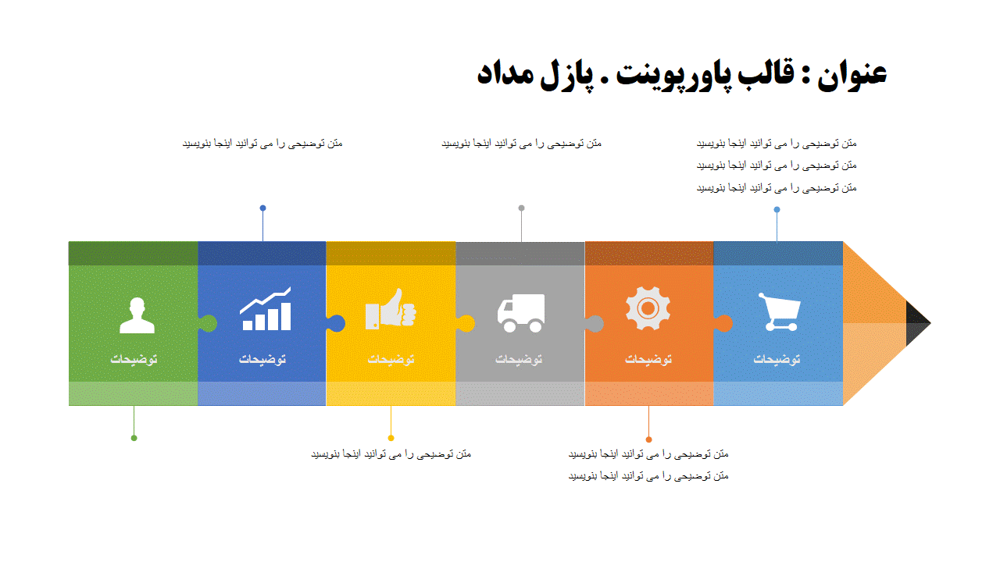 عنوان : قالب پاورپوینت . پازل مداد
متن توضیحی را می توانید اینجا بنویسید
متن توضیحی را می توانید اینجا بنویسید
متن توضیحی را می توانید اینجا بنویسید
متن توضیحی را می توانید اینجا بنویسید
متن توضیحی را می توانید اینجا بنویسید
توضیحات
توضیحات
توضیحات
توضیحات
توضیحات
توضیحات
متن توضیحی را می توانید اینجا بنویسید
متن توضیحی را می توانید اینجا بنویسید
متن توضیحی را می توانید اینجا بنویسید